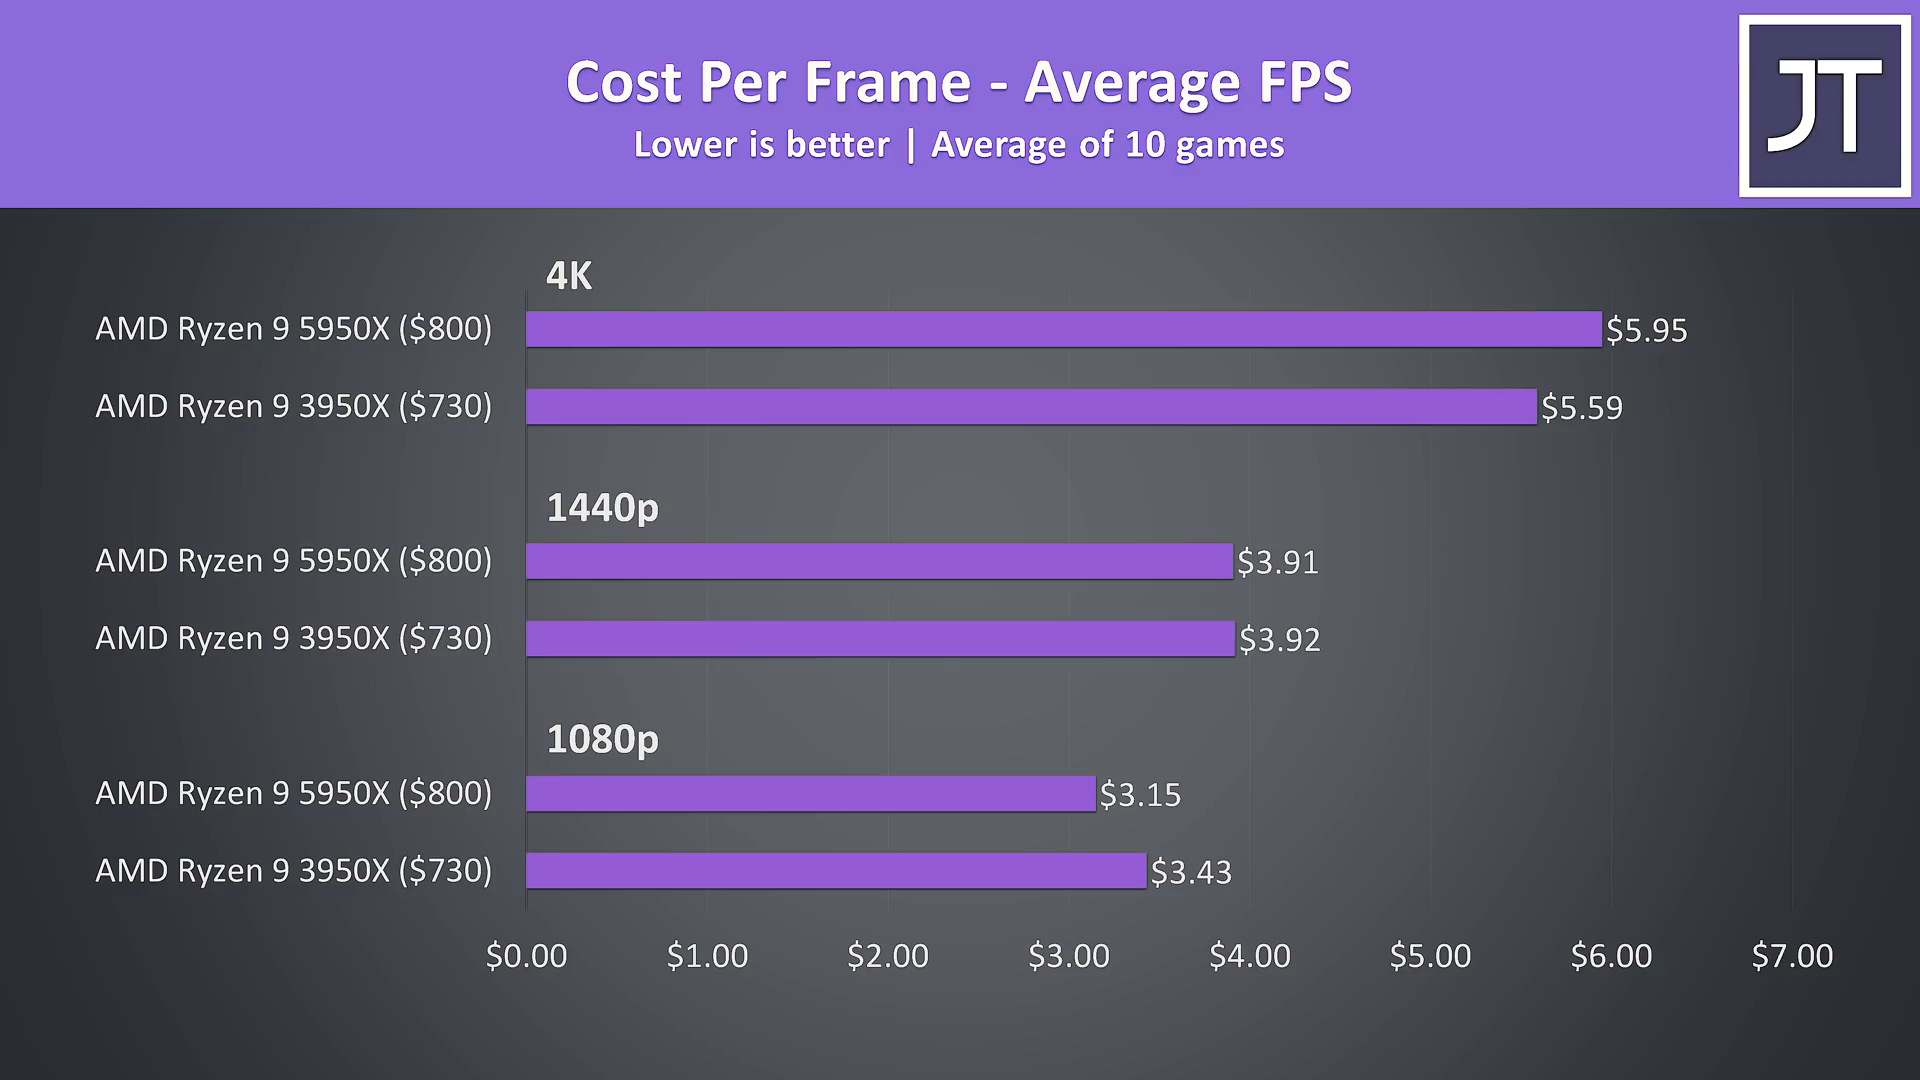 Cost Per Frame - Average FPS
Lower is better | Average of 10 games
JT
4K
AMD Ryzen 9 5950X ($800) $5.95
AMD Ryzen 9 3950X ($730) $5.59
1440p
AMD Ryzen 9 5950X ($800) $3.91
AMD Ryzen 9 3950X ($730) $3.92
1080p
AMD Ryzen 9 5950X ($800) $3.15
AMD Ryzen 9 3950X ($730) $3.43
$0.00 $1.00 $2.00 $3.00 $4.00 $5.00 $6.00 $7.00